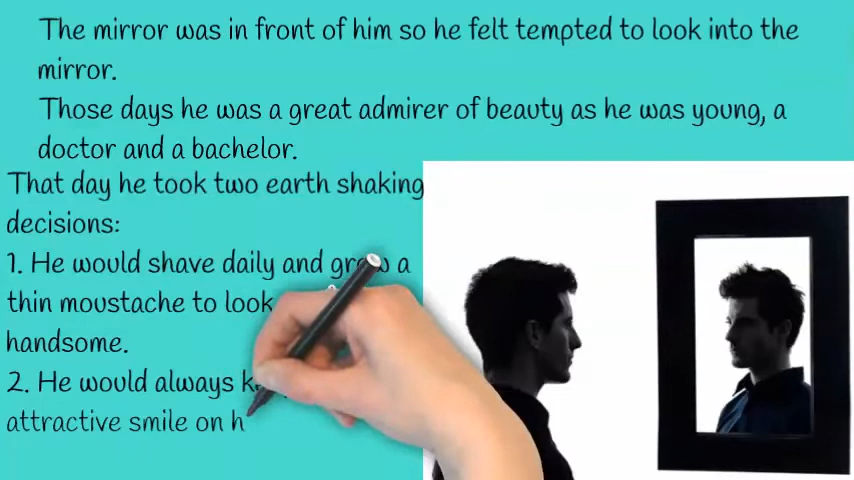 The mirror was in front of him so he felt tempted to look into the
mirror.
Those days he was a great admirer of beauty as he was young, a
doctor and a bachelor.
That day he took two earth shaking
decisions:
1. He would shave daily and grow a
thin moustache to look
handsome.
2. He would always
attractive smile on h